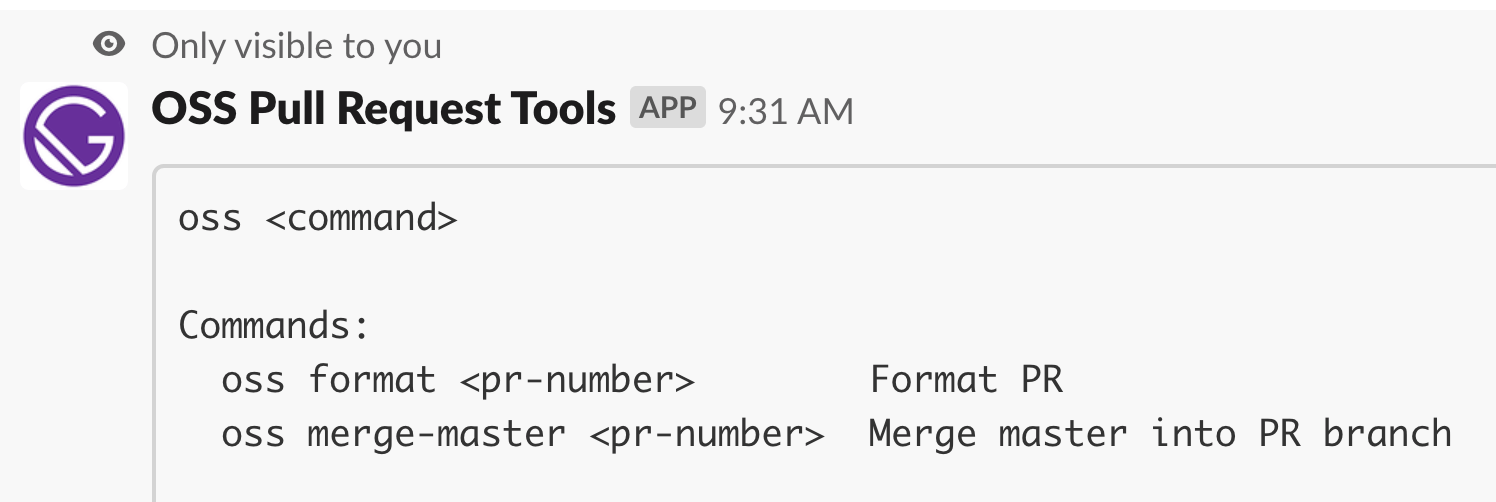 Only visible to you
OSS Pull Request Tools APP 9:31 AM
oss <command>
Commands:
oss format <pr-number> Format PR
oss merge-master <pr-number> Merge master into PR branch